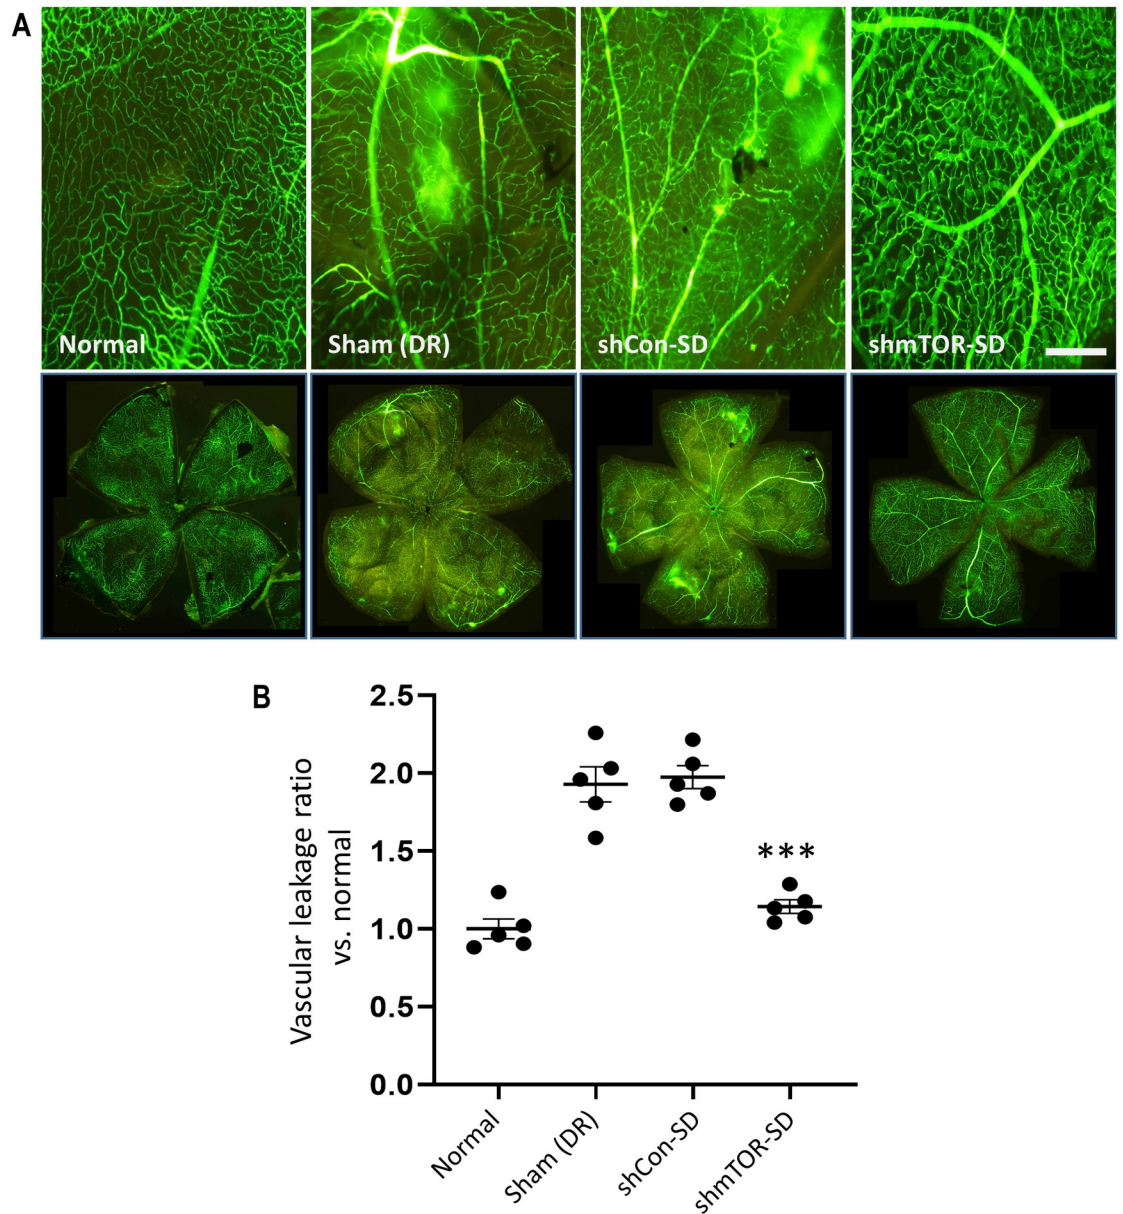 A
Normal
Sham (DR)
shCon-SD
shmTOR-SD
B
Vascular leakage ratio
vs. normal
2.5
2.0
1.5
1.0
0.5
0.0
***
Normal
Sham (DR)
shCon-SD
shmTOR-SD